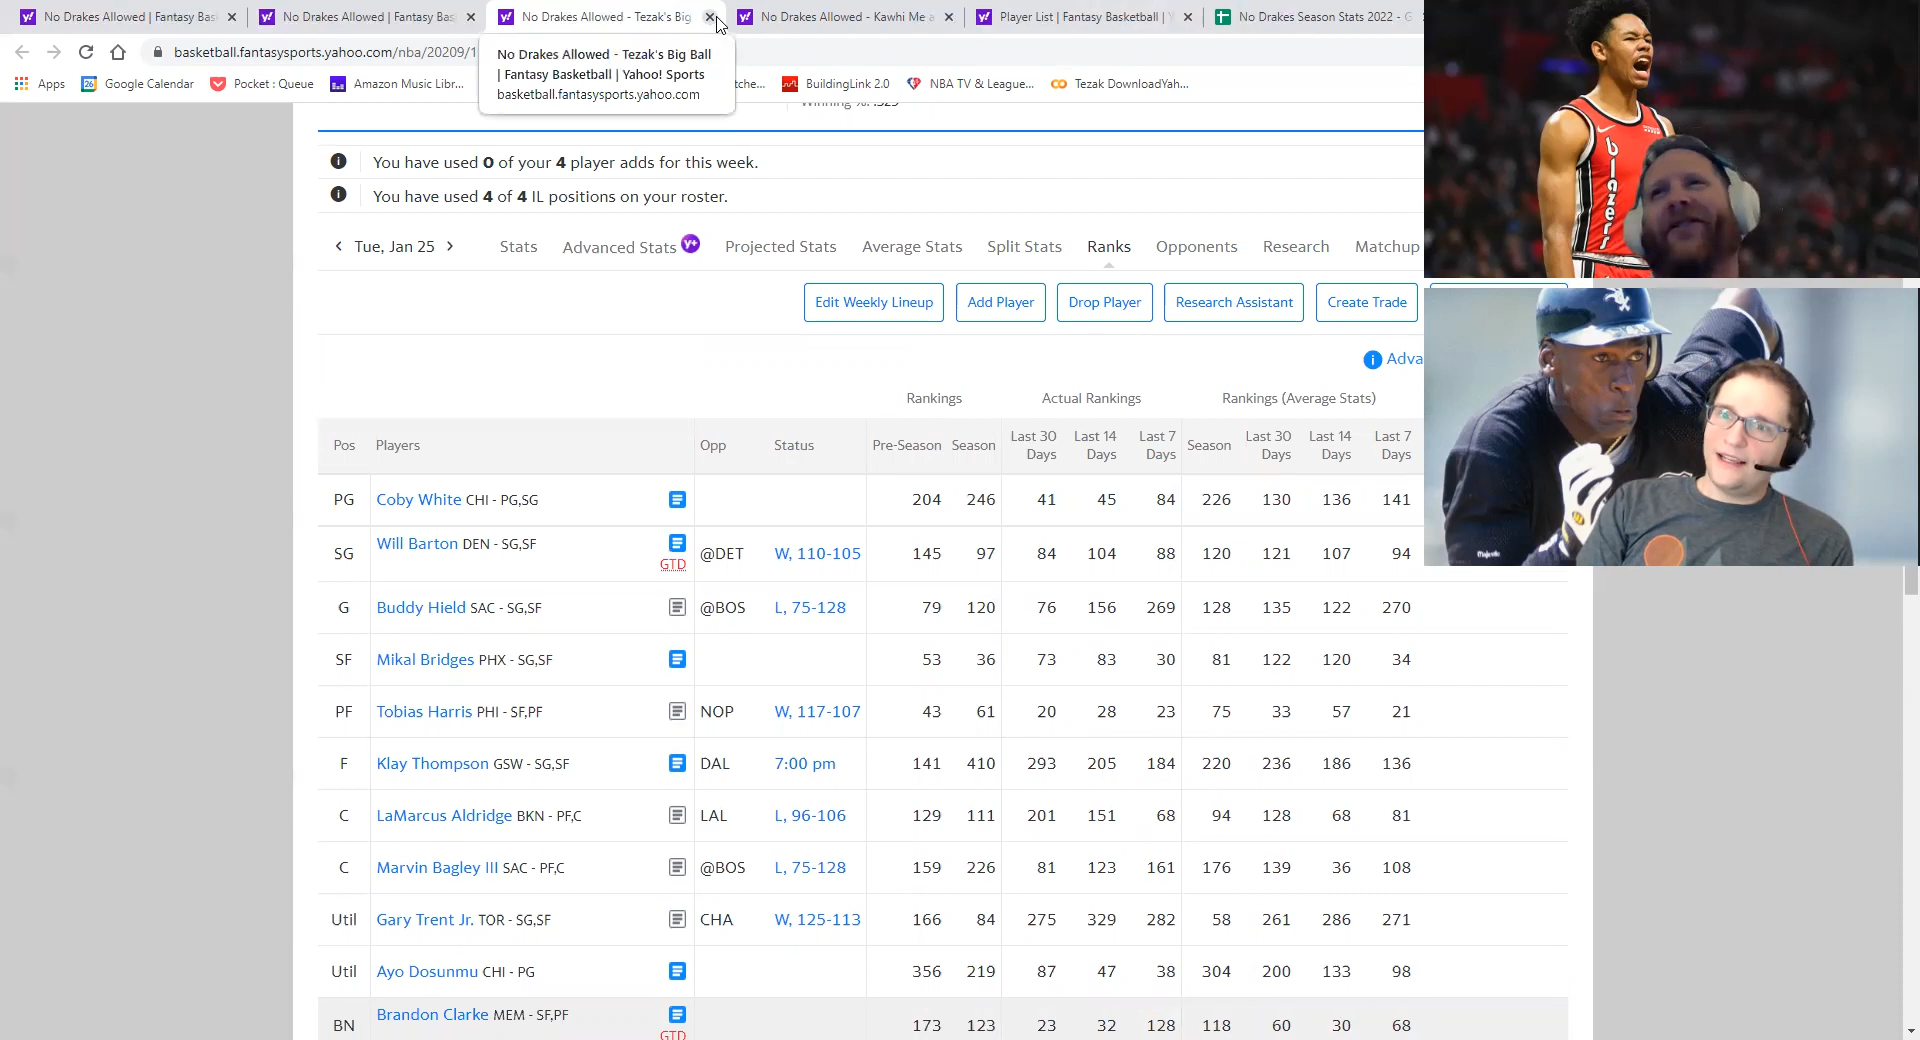 No Drakes Allowed | Fantasy Bas
No Drakes Allowed | Fantasy Bas
No Drakes Allowed - Tezak's Big
No Drakes Allowed - Kawhi Me a
Player List | Fantasy Basketball | Y
No Drakes Season Stats 2022 - G
basketball.fantasysports.yahoo.com/nba/20209/1
Apps
26
Google Calendar
Pocket : Queue
Amazon Music Libr...
tche...
BuildingLink 2.0
NBA TV & League...
Tezak DownloadYah...
No Drakes Allowed - Tezak's Big Ball
| Fantasy Basketball | Yahoo! Sports
basketball.fantasysports.yahoo.com
You have used 0 of your 4 player adds for this week.
You have used 4 of 4 IL positions on your roster.
Tue, Jan 25
Stats Advanced Stats Y+ Projected Stats Average Stats Split Stats Ranks Opponents Research Matchup
Edit Weekly Lineup Add Player Drop Player Research Assistant Create Trade
Adva
Rankings Actual Rankings Rankings (Average Stats)
Pos Players Opp Status Pre-Season Season Last 30 Days Last 14 Days Last 7 Days Season Last 30 Days Last 14 Days Last 7 Days
PG Coby White CHI - PG,SG 204 246 41 45 84 226 130 136 141
SG Will Barton DEN - SG,SF GTD @DET W, 110-105 145 97 84 104 88 120 121 107 94
G Buddy Hield SAC - SG,SF @BOS L, 75-128 79 120 76 156 269 128 135 122 270
SF Mikal Bridges PHX - SG,SF 53 36 73 83 30 81 122 120 34
PF Tobias Harris PHI - SF,PF NOP W, 117-107 43 61 20 28 23 75 33 57 21
F Klay Thompson GSW - SG,SF DAL 7:00 pm 141 410 293 205 184 220 236 186 136
C LaMarcus Aldridge BKN - PF,C LAL L, 96-106 129 111 201 151 68 94 128 68 81
C Marvin Bagley III SAC - PF,C @BOS L, 75-128 159 226 81 123 161 176 139 36 108
Util Gary Trent Jr. TOR - SG,SF CHA W, 125-113 166 84 275 329 282 58 261 286 271
Util Ayo Dosunmu CHI - PG 356 219 87 47 38 304 200 133 98
BN Brandon Clarke MEM - SF,PF GTD 173 123 23 32 128 118 60 30 68
blazers
Majestic